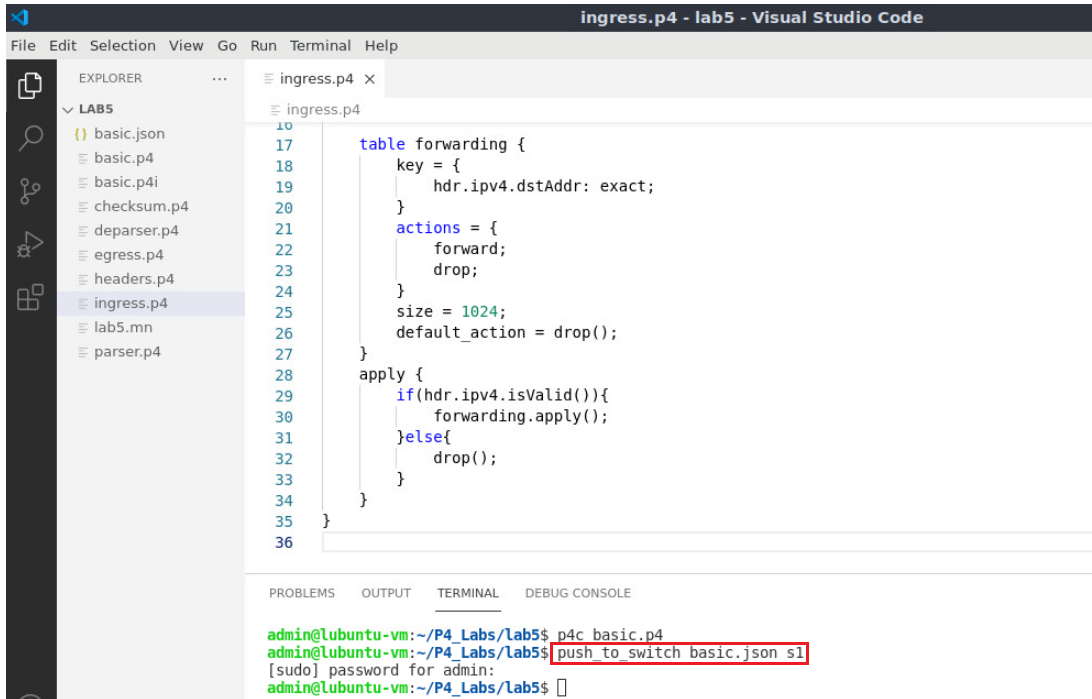 ingress.p4 - lab5 - Visual Studio Code
File Edit Selection View Go Run Terminal Help
EXPLORER ...
LAB5
{} basic.json
basic.p4
basic.p4i
checksum.p4
deparser.p4
egress.p4
headers.p4
ingress.p4
lab5.mn
parser.p4
ingress.p4 ×
ingress.p4
16
17 table forwarding {
18 key = {
19 hdr.ipv4.dstAddr: exact;
20 }
21 actions = {
22 forward;
23 drop;
24 }
25 size = 1024;
26 default_action = drop();
27 }
28 apply {
29 if(hdr.ipv4.isValid()){
30 forwarding.apply();
31 }else{
32 drop();
33 }
34 }
35 }
36
PROBLEMS OUTPUT TERMINAL DEBUG CONSOLE
admin@lubuntu-vm:~/P4_Labs/lab5$ p4c basic.p4
admin@lubuntu-vm:~/P4_Labs/lab5$ push_to_switch basic.json s1
[sudo] password for admin:
admin@lubuntu-vm:~/P4_Labs/lab5$